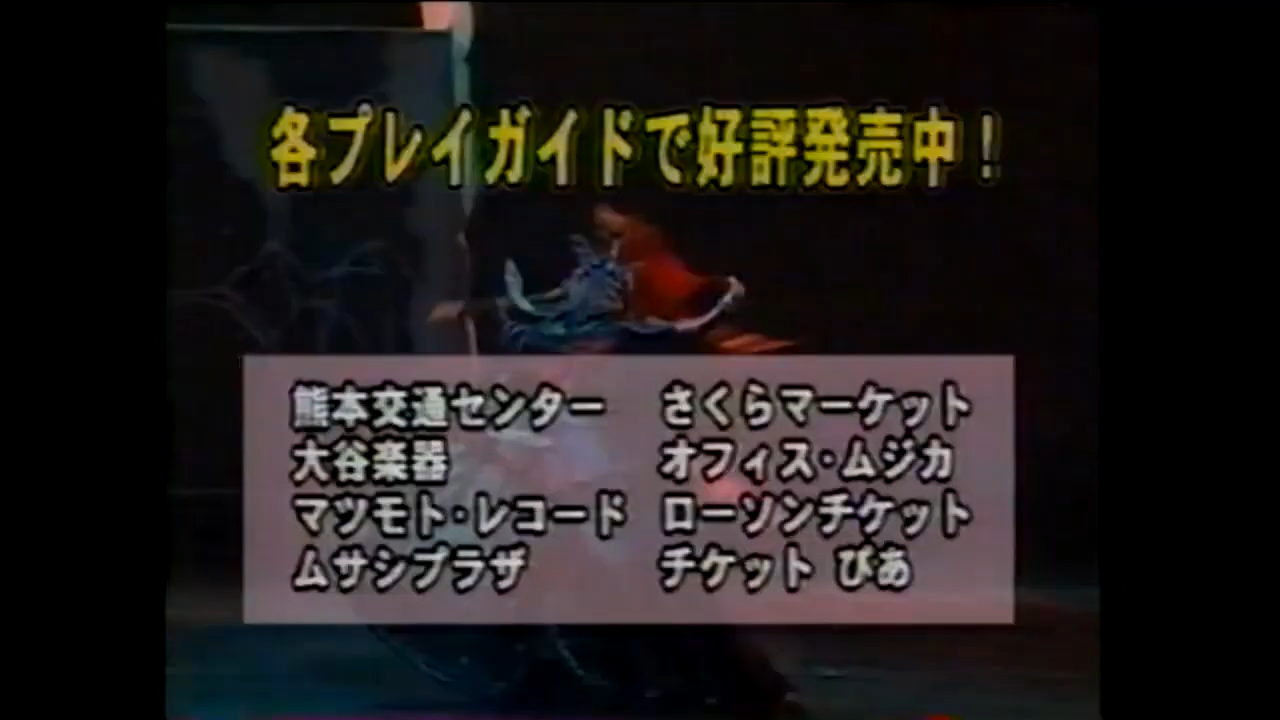 各プレイガイドで好評発売中！
熊本交通センター
大谷楽器
マツモト・レコード
ムサシプラザ
さくらマーケット
オフィス・ムジカ
ローソンチケット
チケット ぴあ